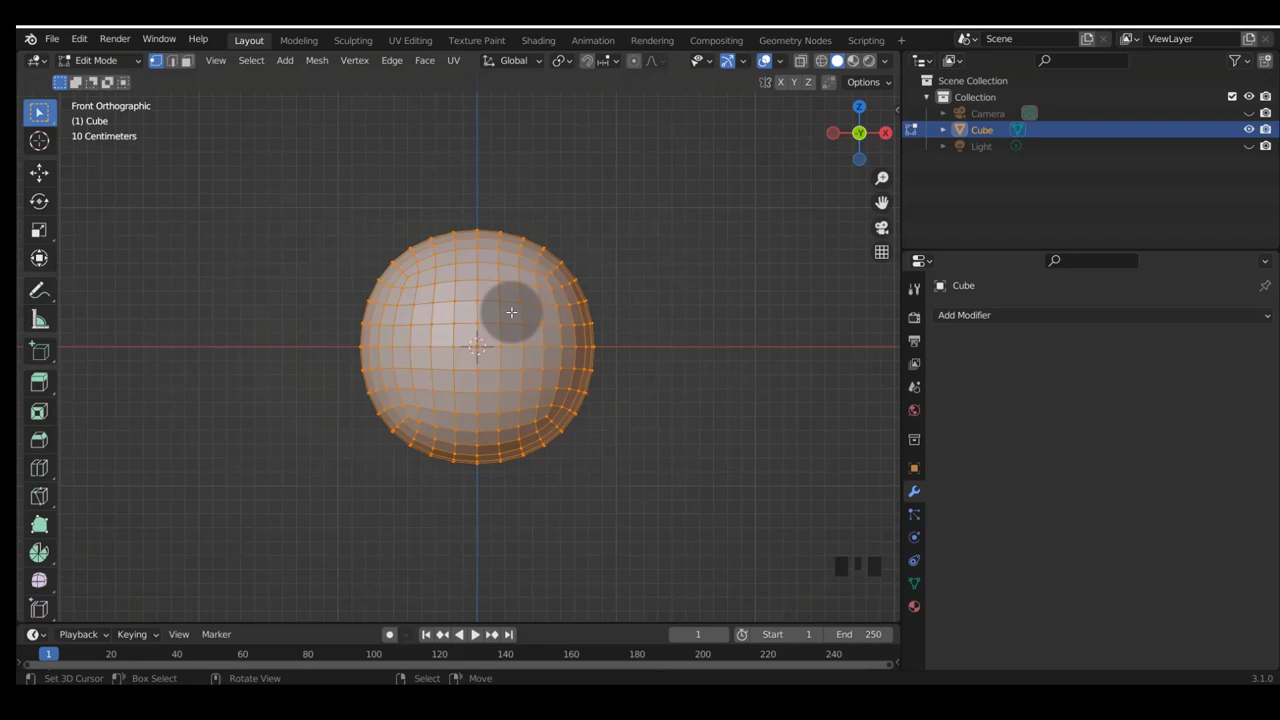 File Edit Render Window Help Layout Modeling Sculpting UV Editing Texture Paint Shading Animation Rendering Compositing Geometry Nodes Scripting + Scene ViewLayer
Edit Mode View Select Add Mesh Vertex Edge Face UV Global
X Y Z Options
Scene Collection
Collection
Camera
Cube
Light
Front Orthographic
(1) Cube
10 Centimeters
Z
-Y
X
Cube
Add Modifier
Playback Keying View Marker 1 Start 1 End 250
1 20 40 60 80 100 120 140 160 180 200 220 240
Set 3D Cursor Box Select Rotate View Select Move 3.1.0